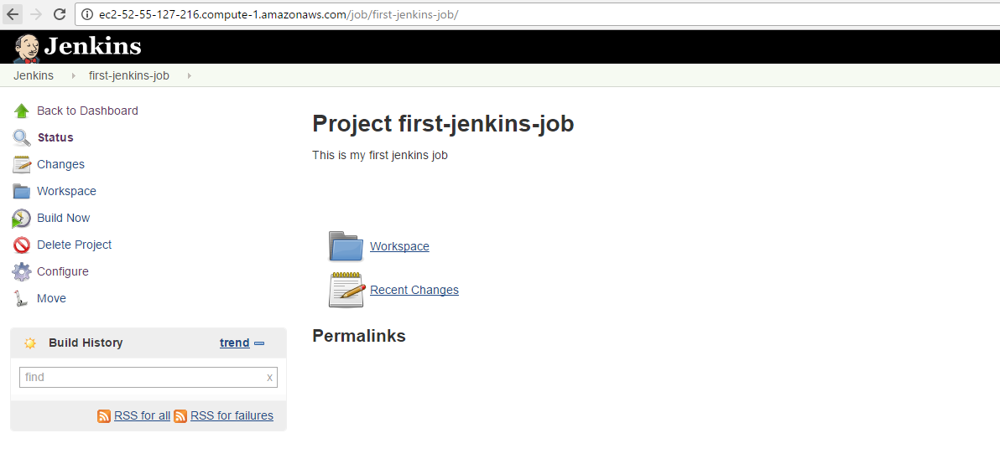 ec2-52-55-127-216.compute-1.amazonaws.com/job/first-jenkins-job/
Jenkins
Jenkins first-jenkins-job
Back to Dashboard
Status
Changes
Workspace
Build Now
Delete Project
Configure
Move
Build History trend
find x
RSS for all RSS for failures
Project first-jenkins-job
This is my first jenkins job
Workspace
Recent Changes
Permalinks